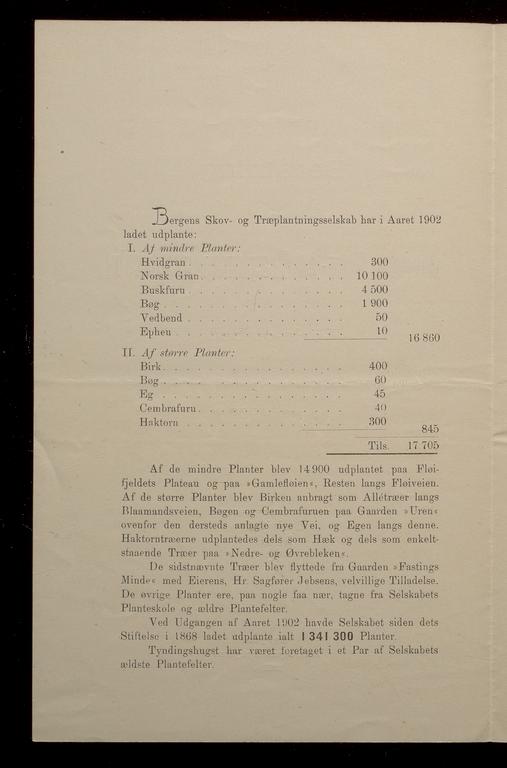 Bergens Skov- og Træplantningsselskab har i Aaret 1902
ladet udplante:
I. Af mindre Planter:
Hvidgran . . . . . . . . . . . . . 300
Norsk Gran . . . . . . . . . . . . 10 100
Buskfuru . . . . . . . . . . . . . 4 500
Bøg . . . . . . . . . . . . . . . 1 900
Vedbend . . . . . . . . . . . . . 50
Epheu . . . . . . . . . . . . . . 10
16 860
II. Af større Planter:
Birk . . . . . . . . . . . . . . . 400
Bøg . . . . . . . . . . . . . . . 60
Eg . . . . . . . . . . . . . . . . 45
Cembrafuru . . . . . . . . . . . . 40
Haktorn . . . . . . . . . . . . . 300
845
Tils. 17 705
Af de mindre Planter blev 14 900 udplantet paa Fløi-
fjeldets Plateau og paa »Gamlefløien«, Resten langs Fløiveien.
Af de større Planter blev Birken anbragt som Allétræer langs
Blaamandsveien, Bøgen og Cembrafuruen paa Gaarden »Uren«
ovenfor den dersteds anlagte nye Vei, og Egen langs denne.
Haktorntræerne udplantedes dels som Hæk og dels som enkelt-
staaende Træer paa »Nedre- og Øvrebleken«.
De sidstnævnte Træer blev flyttede fra Gaarden »Fastings
Minde« med Eierens, Hr. Sagfører Jebsens, velvillige Tilladelse.
De øvrige Planter ere, paa nogle faa nær, tagne fra Selskabets
Planteskole og ældre Plantefelter.
Ved Udgangen af Aaret 1902 havde Selskabet siden dets
Stiftelse i 1868 ladet udplante ialt 1 341 300 Planter.
Tyndingshugst har været foretaget i et Par af Selskabets
ældste Plantefelter.